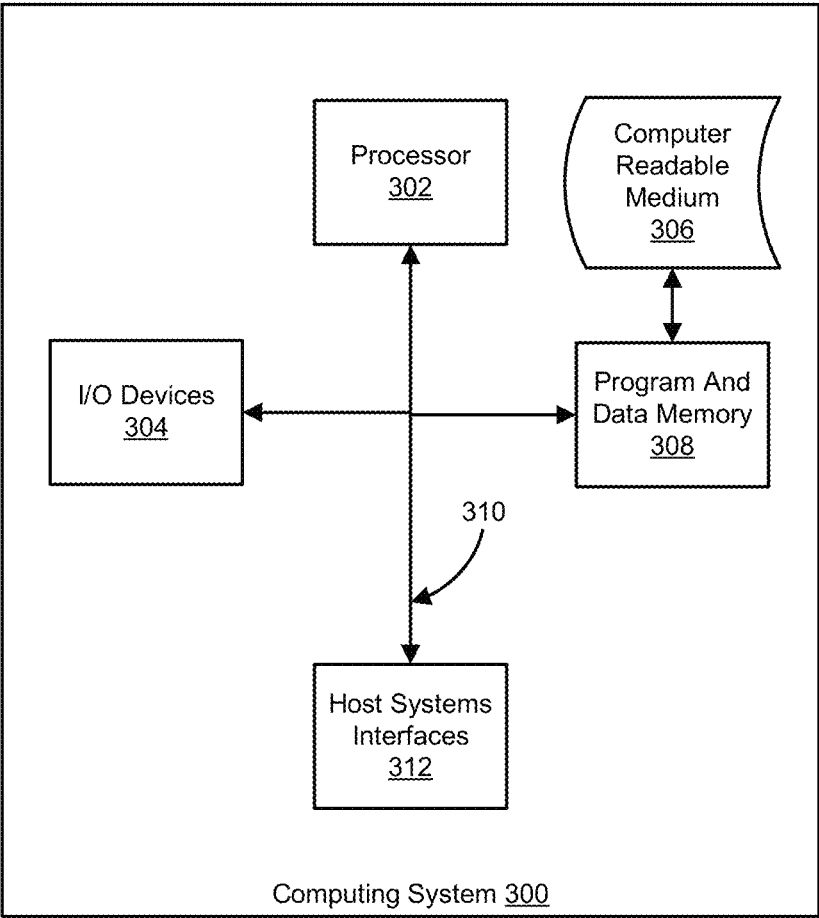 Processor
302
Computer
Readable
Medium
306
I/O Devices
304
Program And
Data Memory
308
310
Host Systems
Interfaces
312
Computing System 300